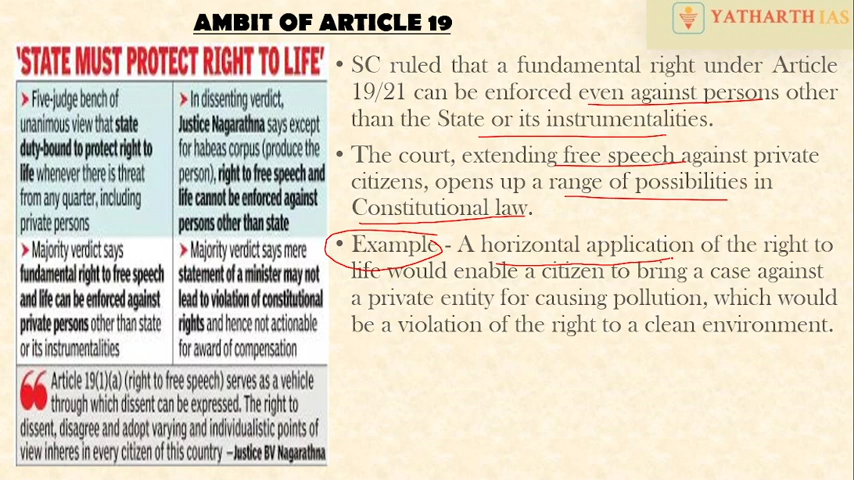 AMBIT OF ARTICLE 19
YATHARTH IAS
'STATE MUST PROTECT RIGHT TO LIFE'
➤ Five-judge bench of
unanimous view that state
duty-bound to protect right to
life whenever there is threat
from any quarter, including
private persons
➤ In dissenting verdict,
Justice Nagarathna says except
for habeas corpus (produce the
person), right to free speech and
life cannot be enforced against
persons other than state
➤ Majority verdict says
fundamental right to free speech
and life can be enforced against
private persons other than state
or its instrumentalities
➤ Majority verdict says mere
statement of a minister may not
lead to violation of constitutional
rights and hence not actionable
for award of compensation
❝ Article 19(1)(a) (right to free speech) serves as a vehicle
through which dissent can be expressed. The right to
dissent, disagree and adopt varying and individualistic points of
view inheres in every citizen of this country –Justice BV Nagarathna
• SC ruled that a fundamental right under Article
19/21 can be enforced even against persons other
than the State or its instrumentalities.
• The court, extending free speech against private
citizens, opens up a range of possibilities in
Constitutional law.
• Example - A horizontal application of the right to
life would enable a citizen to bring a case against
a private entity for causing pollution, which would
be a violation of the right to a clean environment.